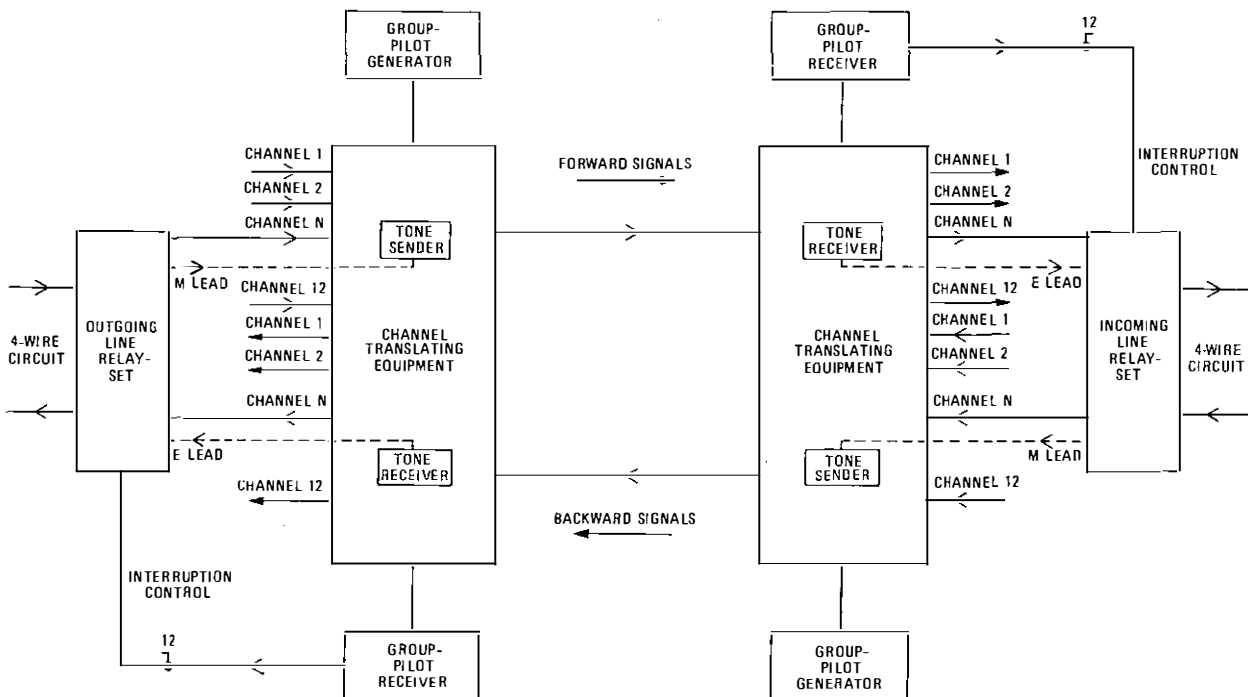 GROUP-
PILOT
GENERATOR
GROUP-
PILOT
RECEIVER
12
INTERRUPTION
CONTROL
CHANNEL 1
CHANNEL 2
CHANNEL N
M LEAD
CHANNEL 12
CHANNEL 1
CHANNEL 2
CHANNEL N
E LEAD
CHANNEL 12
TONE
SENDER
CHANNEL
TRANSLATING
EQUIPMENT
TONE
RECEIVER
FORWARD SIGNALS
BACKWARD SIGNALS
TONE
RECEIVER
CHANNEL
TRANSLATING
EQUIPMENT
TONE
SENDER
CHANNEL 1
CHANNEL 2
CHANNEL N
E LEAD
CHANNEL 12
CHANNEL 1
CHANNEL 2
CHANNEL N
M LEAD
CHANNEL 12
4-WIRE
CIRCUIT
OUTGOING
LINE
RELAY-
SET
INCOMING
LINE
RELAY-
SET
4-WIRE
CIRCUIT
INTERRUPTION
CONTROL
12
GROUP-
PILOT
RECEIVER
GROUP-
PILOT
GENERATOR